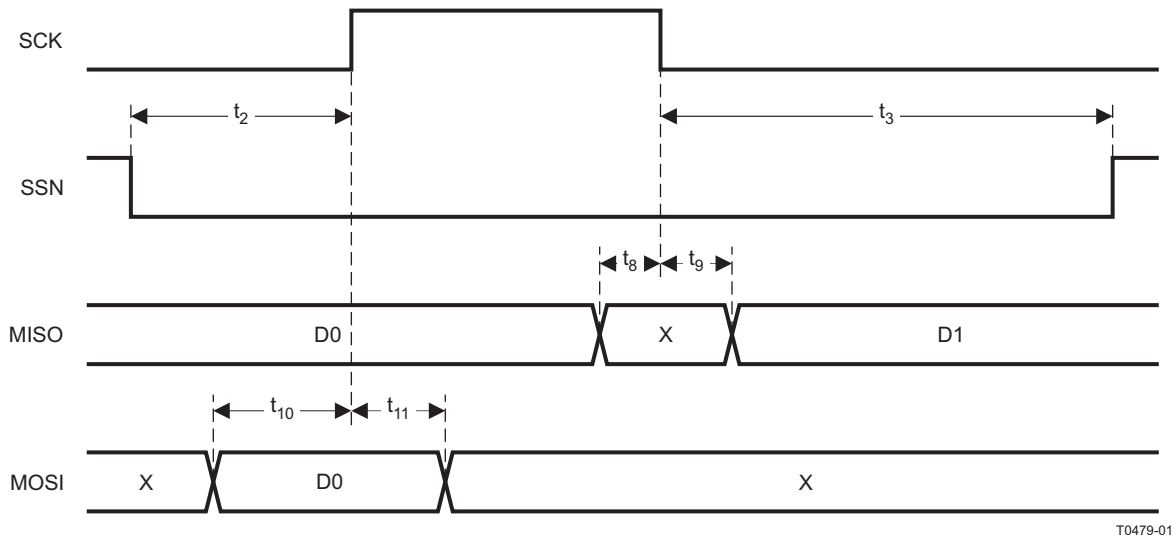 SCK
t2
t3
SSN
t8
t9
MISO
D0
X
D1
t10
t11
MOSI
X
D0
X
T0479-01